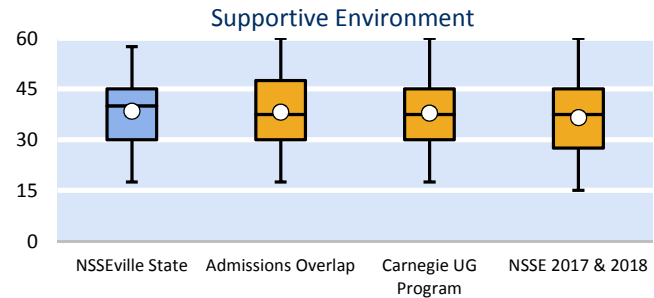 Supportive Environment
60
45
30
15
0
NSSEville State
Admissions Overlap
Carnegie UG
Program
NSSE 2017 & 2018